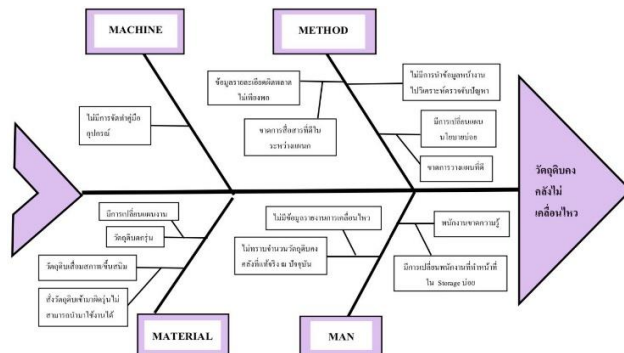 MACHINE
METHOD
ข้อมูลรายละเอียดผิดพลาด
ไม่เพียงพอ
ไม่มีการนำข้อมูลหน้างาน
ไปวิเคราะห์ตรวจจับปัญหา
ไม่มีการจัดทำคู่มือ
อุปกรณ์
ขาดการสื่อสารที่ดีใน
ระหว่างแผนก
มีการเปลี่ยนแผน
นโยบายบ่อย
ขาดการวางแผนที่ดี
วัตถุดิบคง
คลังไม่
เคลื่อนไหว
มีการเปลี่ยนแผนงาน
วัตถุดิบตกรุ่น
วัตถุดิบเสื่อมสภาพ/ขึ้นสนิม
สั่งวัตถุดิบเข้ามาผิดรุ่นไม่
สามารถนำมาใช้งานได้
ไม่มีข้อมูลรายงานการเคลื่อนไหว
ไม่ทราบจำนวนวัตถุดิบคง
คลังที่แท้จริง ณ ปัจจุบัน
พนักงานขาดความรู้
มีการเปลี่ยนพนักงานที่ทำหน้าที่
ใน Storage บ่อย
MATERIAL
MAN